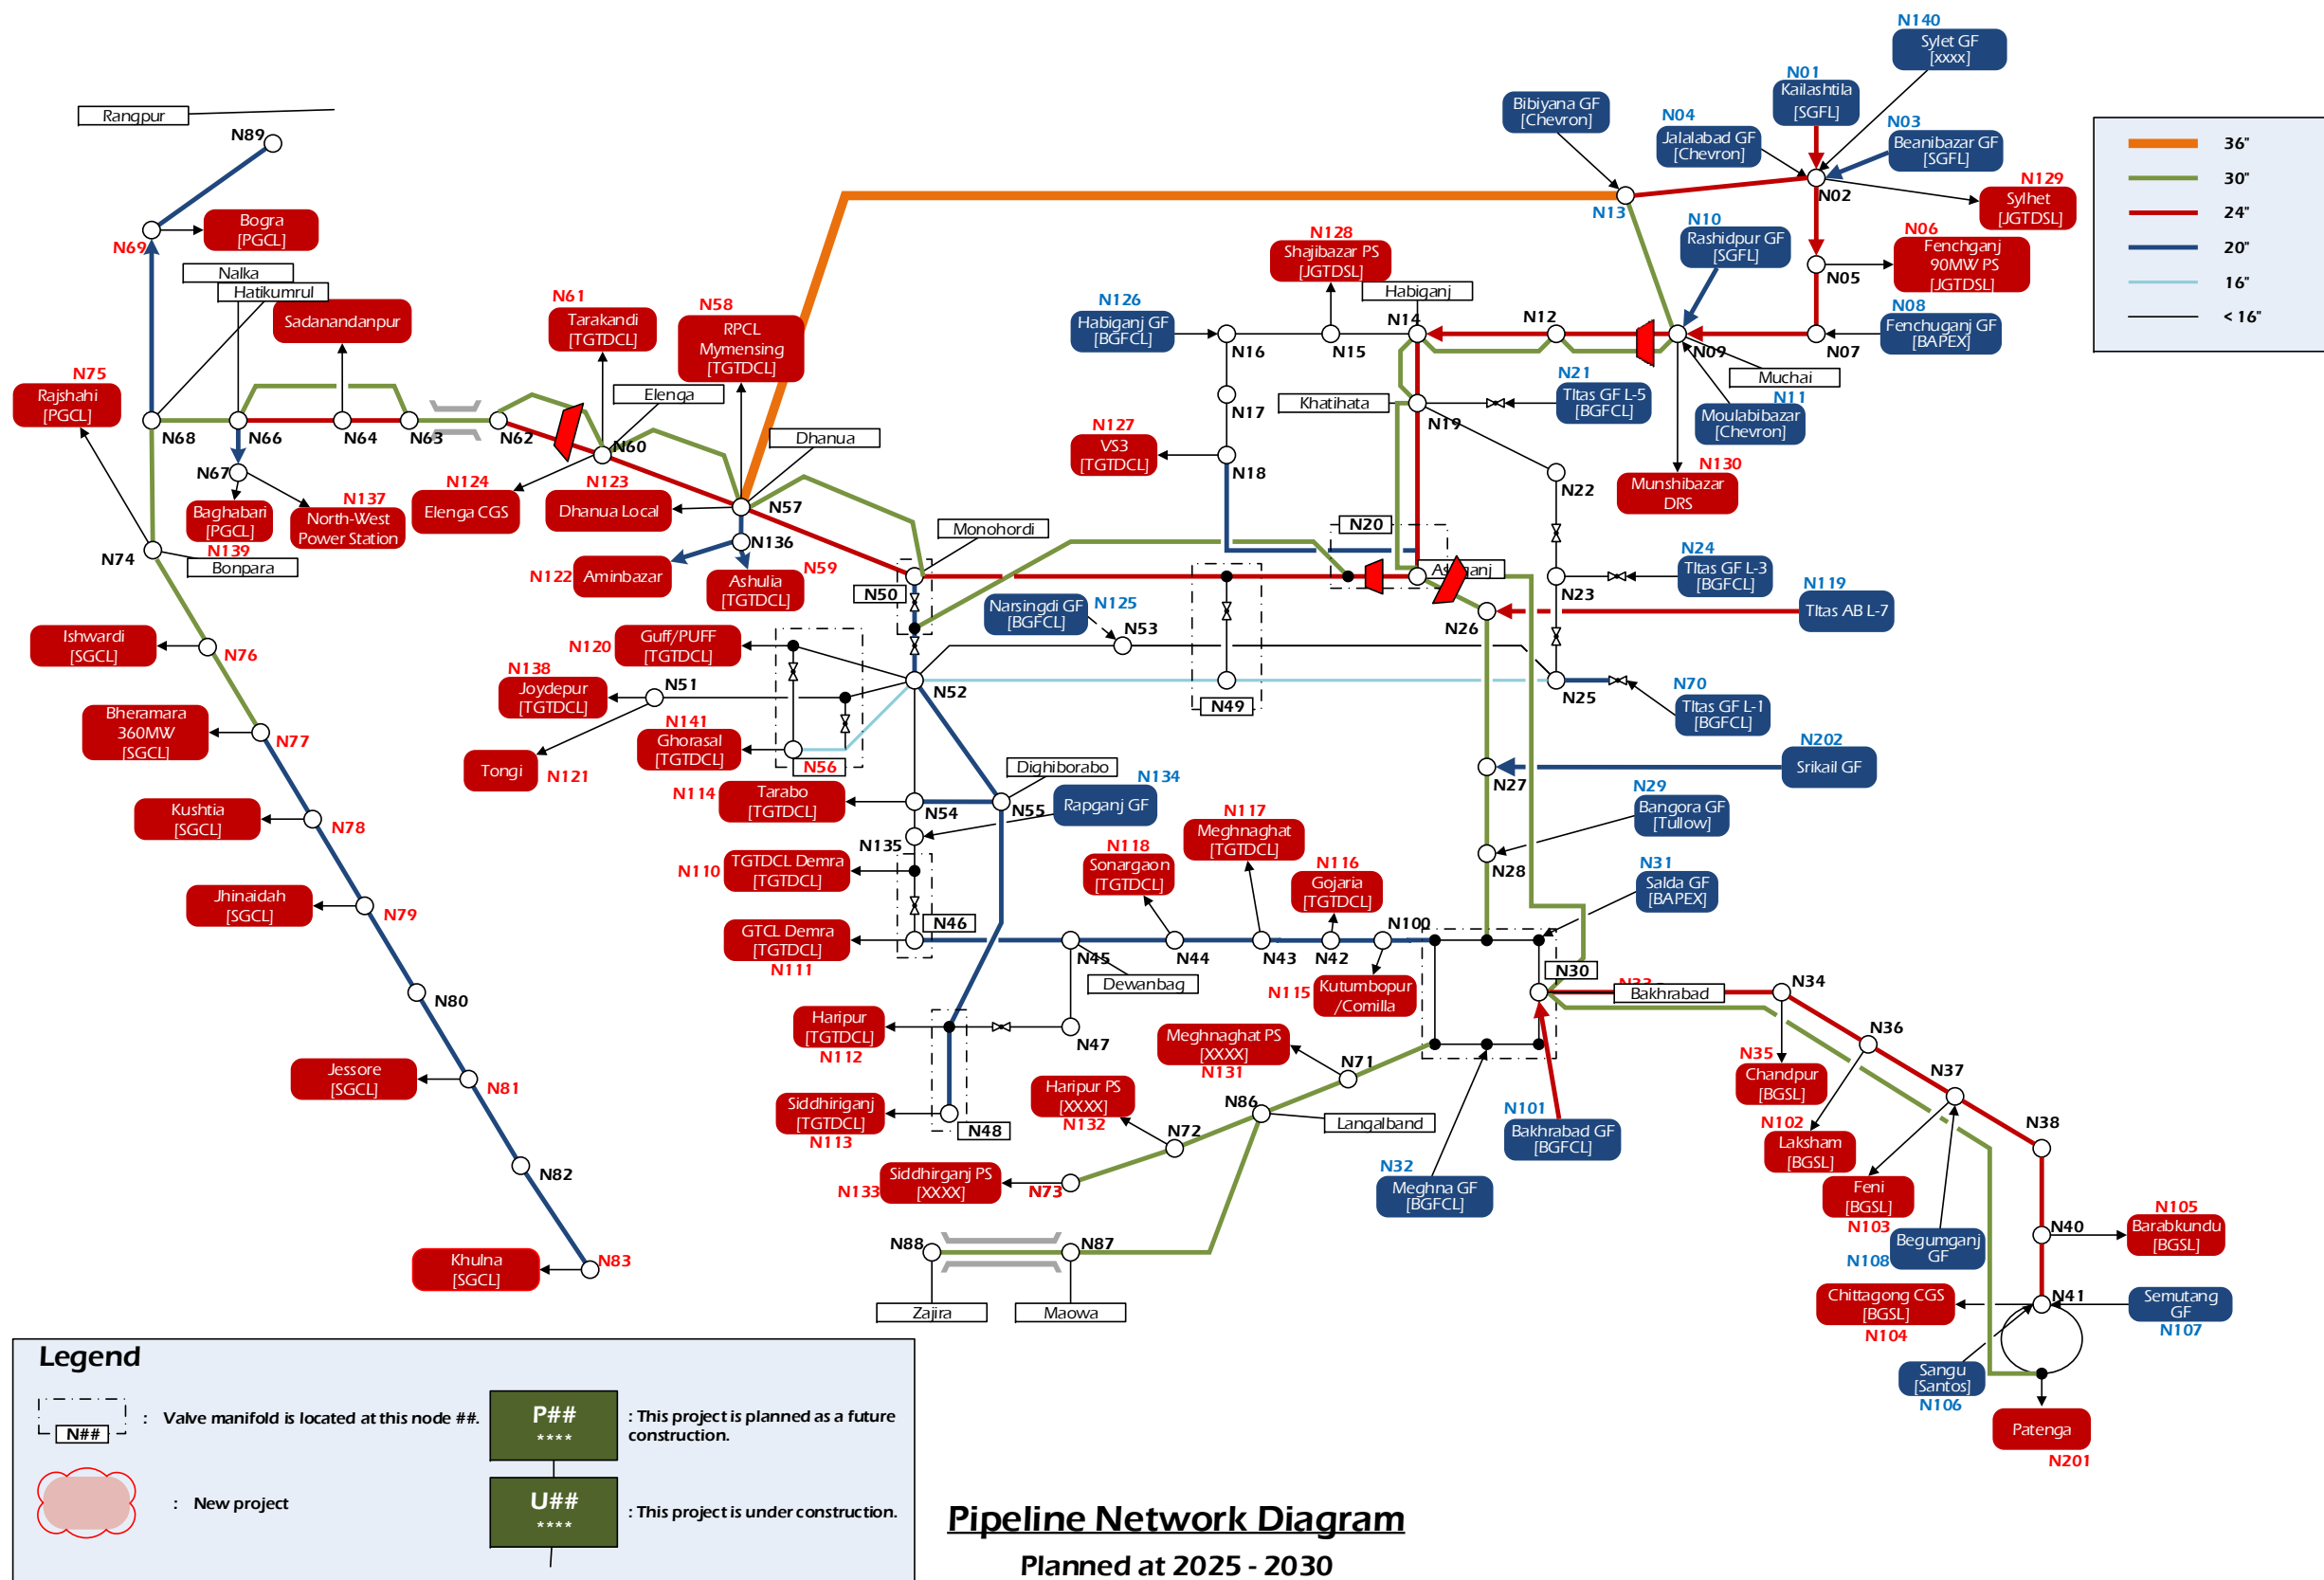 N140
Sylet GF
[xxxx]
N01
Kailashtila
[SGFL]
Bibiyana GF
[Chevron]
N04
Jalalabad GF
[Chevron]
N03
Beanibazar GF
[SGFL]
Rangpur
N89
36"
30"
24"
20"
16"
< 16"
N13
N02
N129
Sylhet
[JGTDSL]
Bogra
[PGCL]
N69
N10
Rashidpur GF
[SGFL]
N128
Shajibazar PS
[JGTDSL]
N06
Fenchganj
90MW PS
[JGTDSL]
N05
Nalka
Hatikumrul
Habiganj
N61
Tarakandi
[TGTDCL]
N58
RPCL
Mymensing
[TGTDCL]
Sadanandanpur
N126
Habiganj GF
[BGFCL]
N14
N12
N08
Fenchuganj GF
[BAPEX]
N16
N15
N09
N07
Muchai
N75
Rajshahi
[PGCL]
Elenga
N21
TItas GF L-5
[BGFCL]
N11
Moulabibazar
[Chevron]
Khatihata
N17
N19
N68
N66
N64
N63
N62
N60
Dhanua
N127
VS3
[TGTDCL]
N18
N67
N124
Elenga CGS
N123
Dhanua Local
N57
N22
N130
Munshibazar
DRS
Baghabari
[PGCL]
N137
North-West
Power Station
Monohordi
N20
N74
N139
Bonpara
N136
N122
Aminbazar
Ashulia
[TGTDCL]
N59
N24
TItas GF L-3
[BGFCL]
N50
Narsingdi GF
[BGFCL]
N125
N23
N119
TItas AB L-7
N26
N53
Ishwardi
[SGCL]
N76
N120
Guff/PUFF
[TGTDCL]
N138
Joydepur
[TGTDCL]
N51
N52
N49
N25
N70
TItas GF L-1
[BGFCL]
Bheramara
360MW
[SGCL]
N77
N141
Ghorasal
[TGTDCL]
N56
Tongi
N121
Dighiborabo
N202
Srikail GF
N27
N114
Tarabo
[TGTDCL]
N54
N55
N134
Rapganj GF
N29
Bangora GF
[Tullow]
Kushtia
[SGCL]
N78
N135
N117
Meghnaghat
[TGTDCL]
N28
N110
TGTDCL Demra
[TGTDCL]
N118
Sonargaon
[TGTDCL]
N116
Gojaria
[TGTDCL]
N31
Salda GF
[BAPEX]
Jhinaidah
[SGCL]
N79
N46
GTCL Demra
[TGTDCL]
N111
N45
N44
N43
N42
N100
Dewanbag
N115
Kutumbopur
/Comilla
N30
Bakhrabad
N34
N80
Haripur
[TGTDCL]
N112
N47
Meghnaghat PS
[XXXX]
N131
N71
N36
N35
Chandpur
[BGSL]
N37
Jessore
[SGCL]
N81
Siddhiriganj
[TGTDCL]
N113
N48
Haripur PS
[XXXX]
N132
N86
Langalband
N72
N101
Bakhrabad GF
[BGFCL]
N102
Laksham
[BGSL]
N38
N82
N133
Siddhirganj PS
[XXXX]
N73
N32
Meghna GF
[BGFCL]
Feni
[BGSL]
N103
N105
Barabkundu
[BGSL]
N40
N88
N87
N108
Begumganj
GF
Khulna
[SGCL]
N83
Zajira
Maowa
Chittagong CGS
[BGSL]
N104
N41
Semutang
GF
N107
Sangu
[Santos]
N106
Patenga
N201
Legend
N##
: Valve manifold is located at this node ##.
P##
****
: This project is planned as a future
construction.
: New project
U##
****
: This project is under construction.
Pipeline Network Diagram
Planned at 2025 - 2030